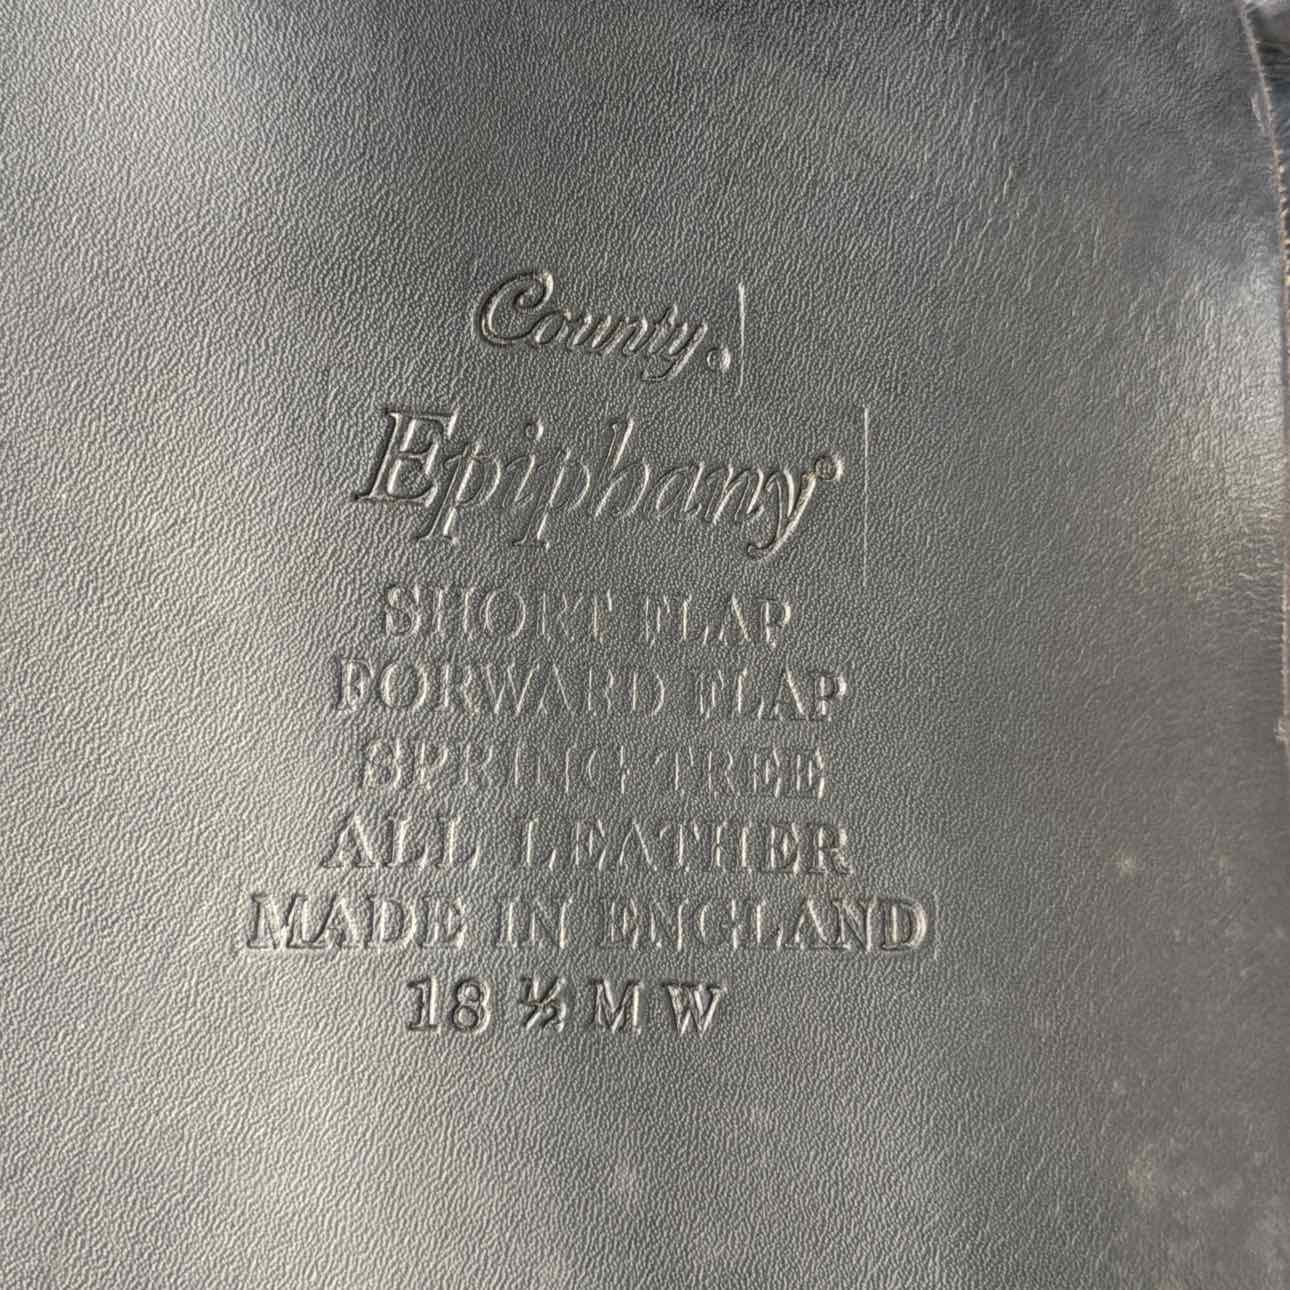 County®
Epiphany®
SHORT FLAP
FORWARD FLAP
SPRING TREE
ALL LEATHER
MADE IN ENGLAND
18 ½ M W